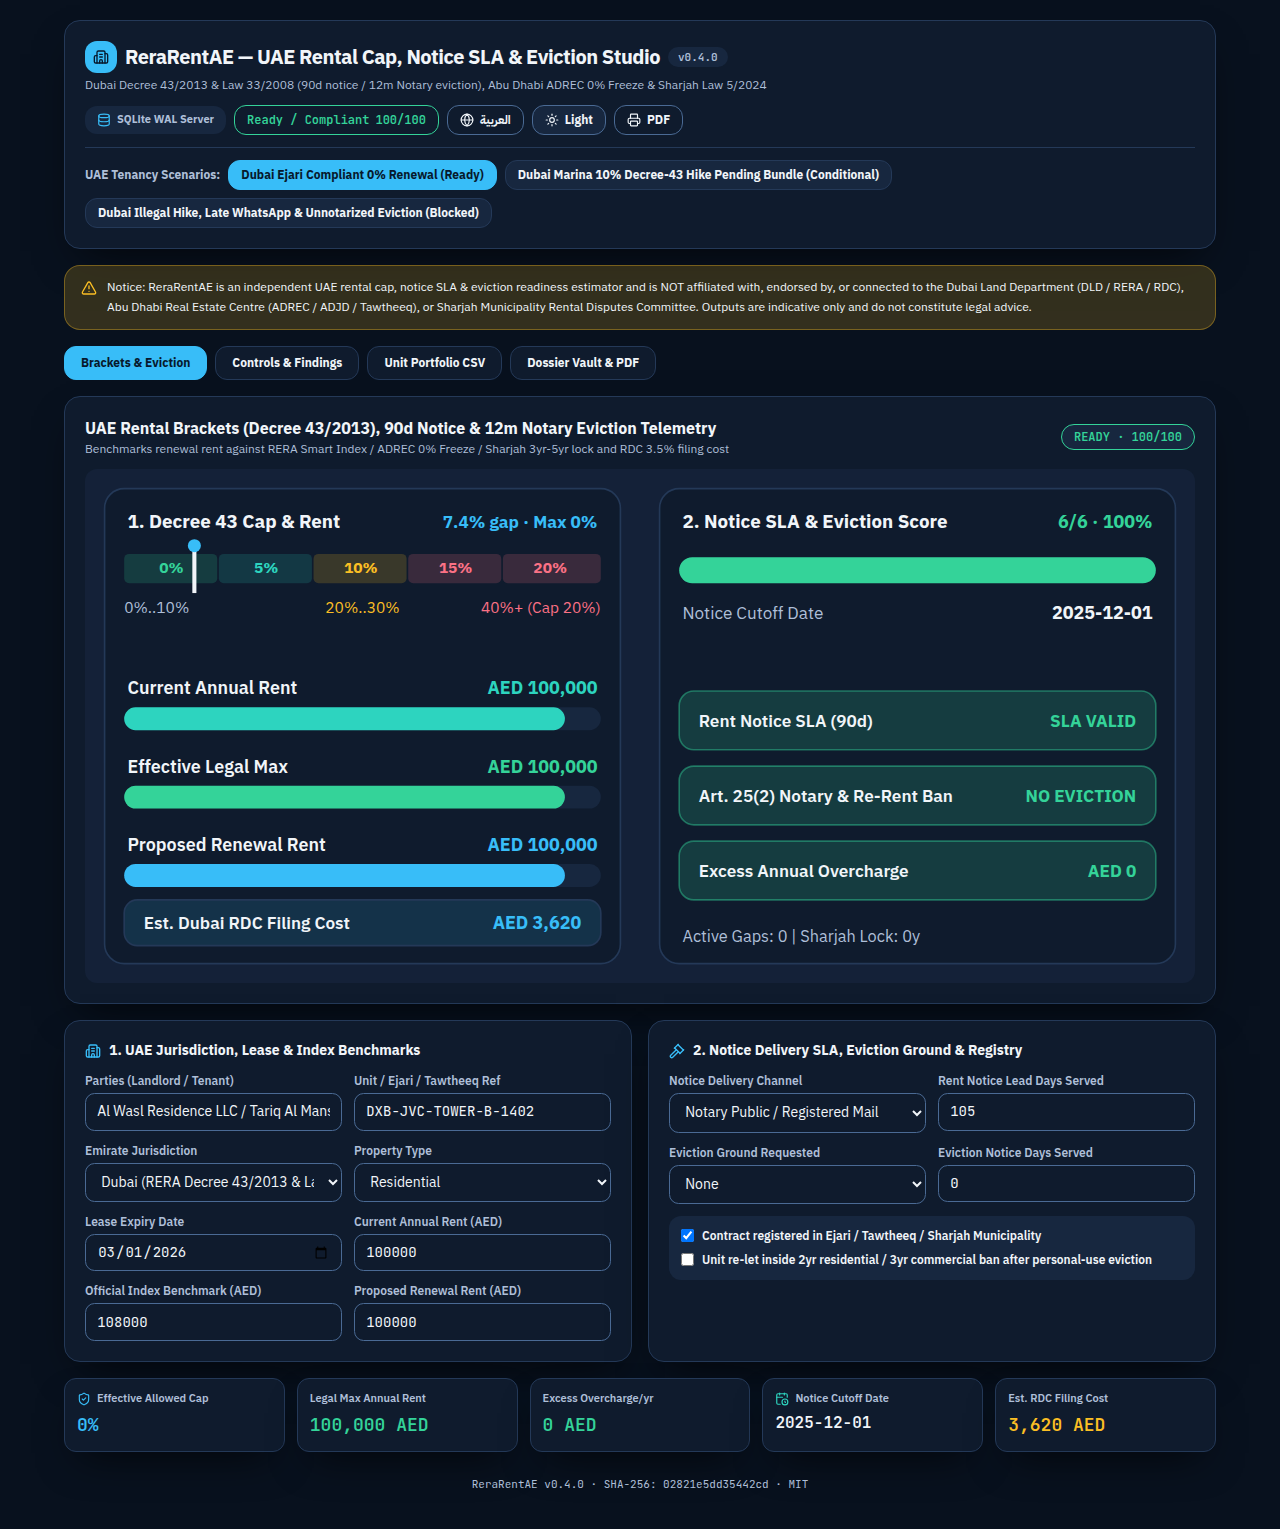 ReraRentAE — UAE Rental Cap, Notice SLA & Eviction Studio v0.4.0
Dubai Decree 43/2013 & Law 33/2008 (90d notice / 12m Notary eviction), Abu Dhabi ADREC 0% Freeze & Sharjah Law 5/2024
SQLite WAL Server Ready / Compliant 100/100 العربية Light PDF
UAE Tenancy Scenarios: Dubai Ejari Compliant 0% Renewal (Ready) Dubai Marina 10% Decree-43 Hike Pending Bundle (Conditional)
Dubai Illegal Hike, Late WhatsApp & Unnotarized Eviction (Blocked)
Notice: ReraRentAE is an independent UAE rental cap, notice SLA & eviction readiness estimator and is NOT affiliated with, endorsed by, or connected to the Dubai Land Department (DLD / RERA / RDC),
Abu Dhabi Real Estate Centre (ADREC / ADJD / Tawtheeq), or Sharjah Municipality Rental Disputes Committee. Outputs are indicative only and do not constitute legal advice.
Brackets & Eviction Controls & Findings Unit Portfolio CSV Dossier Vault & PDF
UAE Rental Brackets (Decree 43/2013), 90d Notice & 12m Notary Eviction Telemetry
Benchmarks renewal rent against RERA Smart Index / ADREC 0% Freeze / Sharjah 3yr-5yr lock and RDC 3.5% filing cost
READY · 100/100
1. Decree 43 Cap & Rent 7.4% gap · Max 0%
0% 5% 10% 15% 20%
0%..10% 20%..30% 40%+ (Cap 20%)
Current Annual Rent AED 100,000
Effective Legal Max AED 100,000
Proposed Renewal Rent AED 100,000
Est. Dubai RDC Filing Cost AED 3,620
2. Notice SLA & Eviction Score 6/6 · 100%
Notice Cutoff Date 2025-12-01
Rent Notice SLA (90d) SLA VALID
Art. 25(2) Notary & Re-Rent Ban NO EVICTION
Excess Annual Overcharge AED 0
Active Gaps: 0 | Sharjah Lock: 0y
1. UAE Jurisdiction, Lease & Index Benchmarks
Parties (Landlord / Tenant) Unit / Ejari / Tawtheeq Ref
Al Wasl Residence LLC / Tariq Al Mans DXB-JVC-TOWER-B-1402
Emirate Jurisdiction Property Type
Dubai (RERA Decree 43/2013 & La Residential
Lease Expiry Date Current Annual Rent (AED)
03/01/2026 100000
Official Index Benchmark (AED) Proposed Renewal Rent (AED)
108000 100000
2. Notice Delivery SLA, Eviction Ground & Registry
Notice Delivery Channel Rent Notice Lead Days Served
Notary Public / Registered Mail 105
Eviction Ground Requested Eviction Notice Days Served
None 0
Contract registered in Ejari / Tawtheeq / Sharjah Municipality
Unit re-let inside 2yr residential / 3yr commercial ban after personal-use eviction
Effective Allowed Cap Legal Max Annual Rent Excess Overcharge/yr Notice Cutoff Date Est. RDC Filing Cost
0% 100,000 AED 0 AED 2025-12-01 3,620 AED
ReraRentAE v0.4.0 · SHA-256: 02821e5dd35442cd · MIT